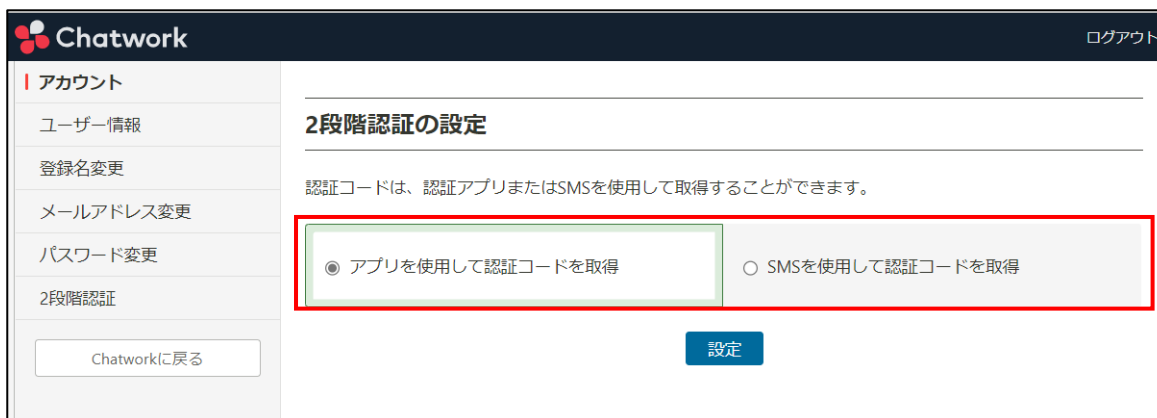 Chatwork
ログアウト
アカウント
ユーザー情報
登録名変更
メールアドレス変更
パスワード変更
2段階認証
Chatworkに戻る
2段階認証の設定
認証コードは、認証アプリまたはSMSを使用して取得することができます。
アプリを使用して認証コードを取得
SMSを使用して認証コードを取得
設定